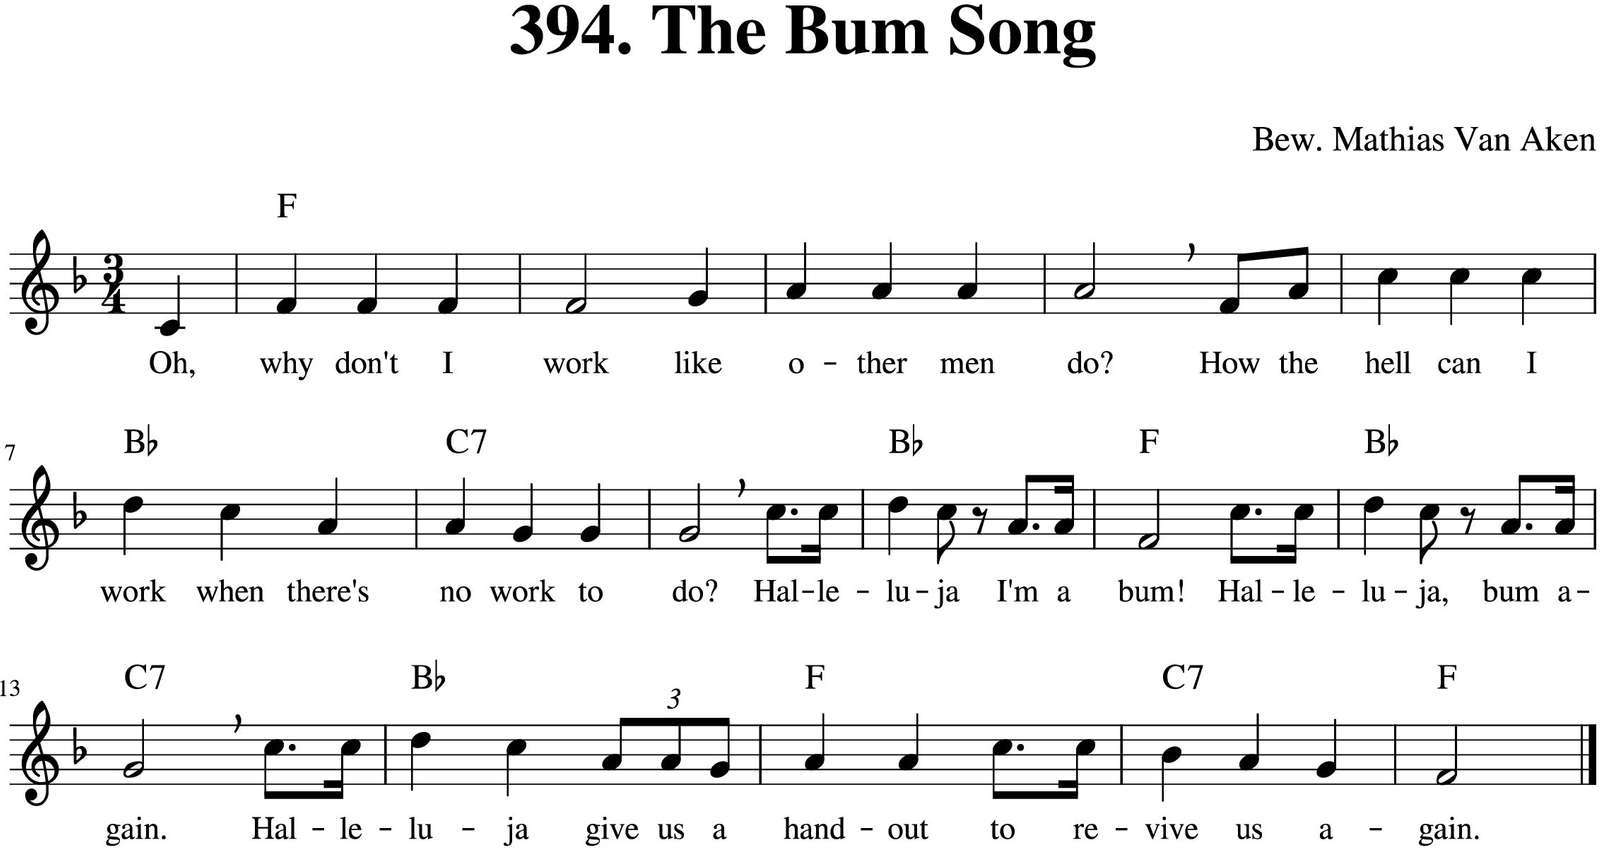 394. The Bum Song
Bew. Mathias Van Aken
F
3
4
Oh, why don't I work like o - ther men do? How the hell can I
7
B♭ C7 B♭ F B♭
work when there's no work to do? Hal - le - lu - ja I'm a bum! Hal - le - lu - ja, bum a -
13
C7 B♭ F C7 F
3
gain. Hal - le - lu - ja give us a hand - out to re - vive us a - gain.